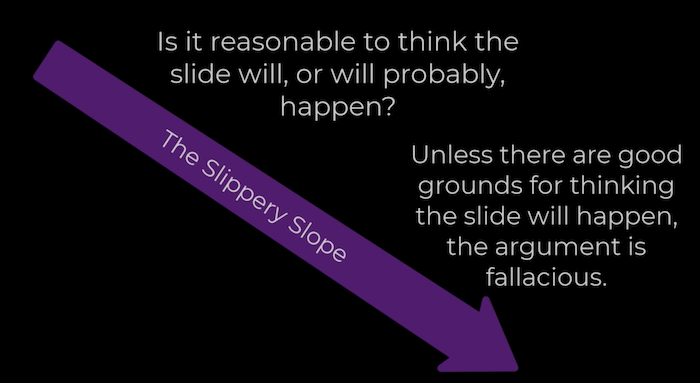 Is it reasonable to think the
slide will, or will probably,
happen?
The Slippery Slope
Unless there are good
grounds for thinking
the slide will happen,
the argument is
fallacious.